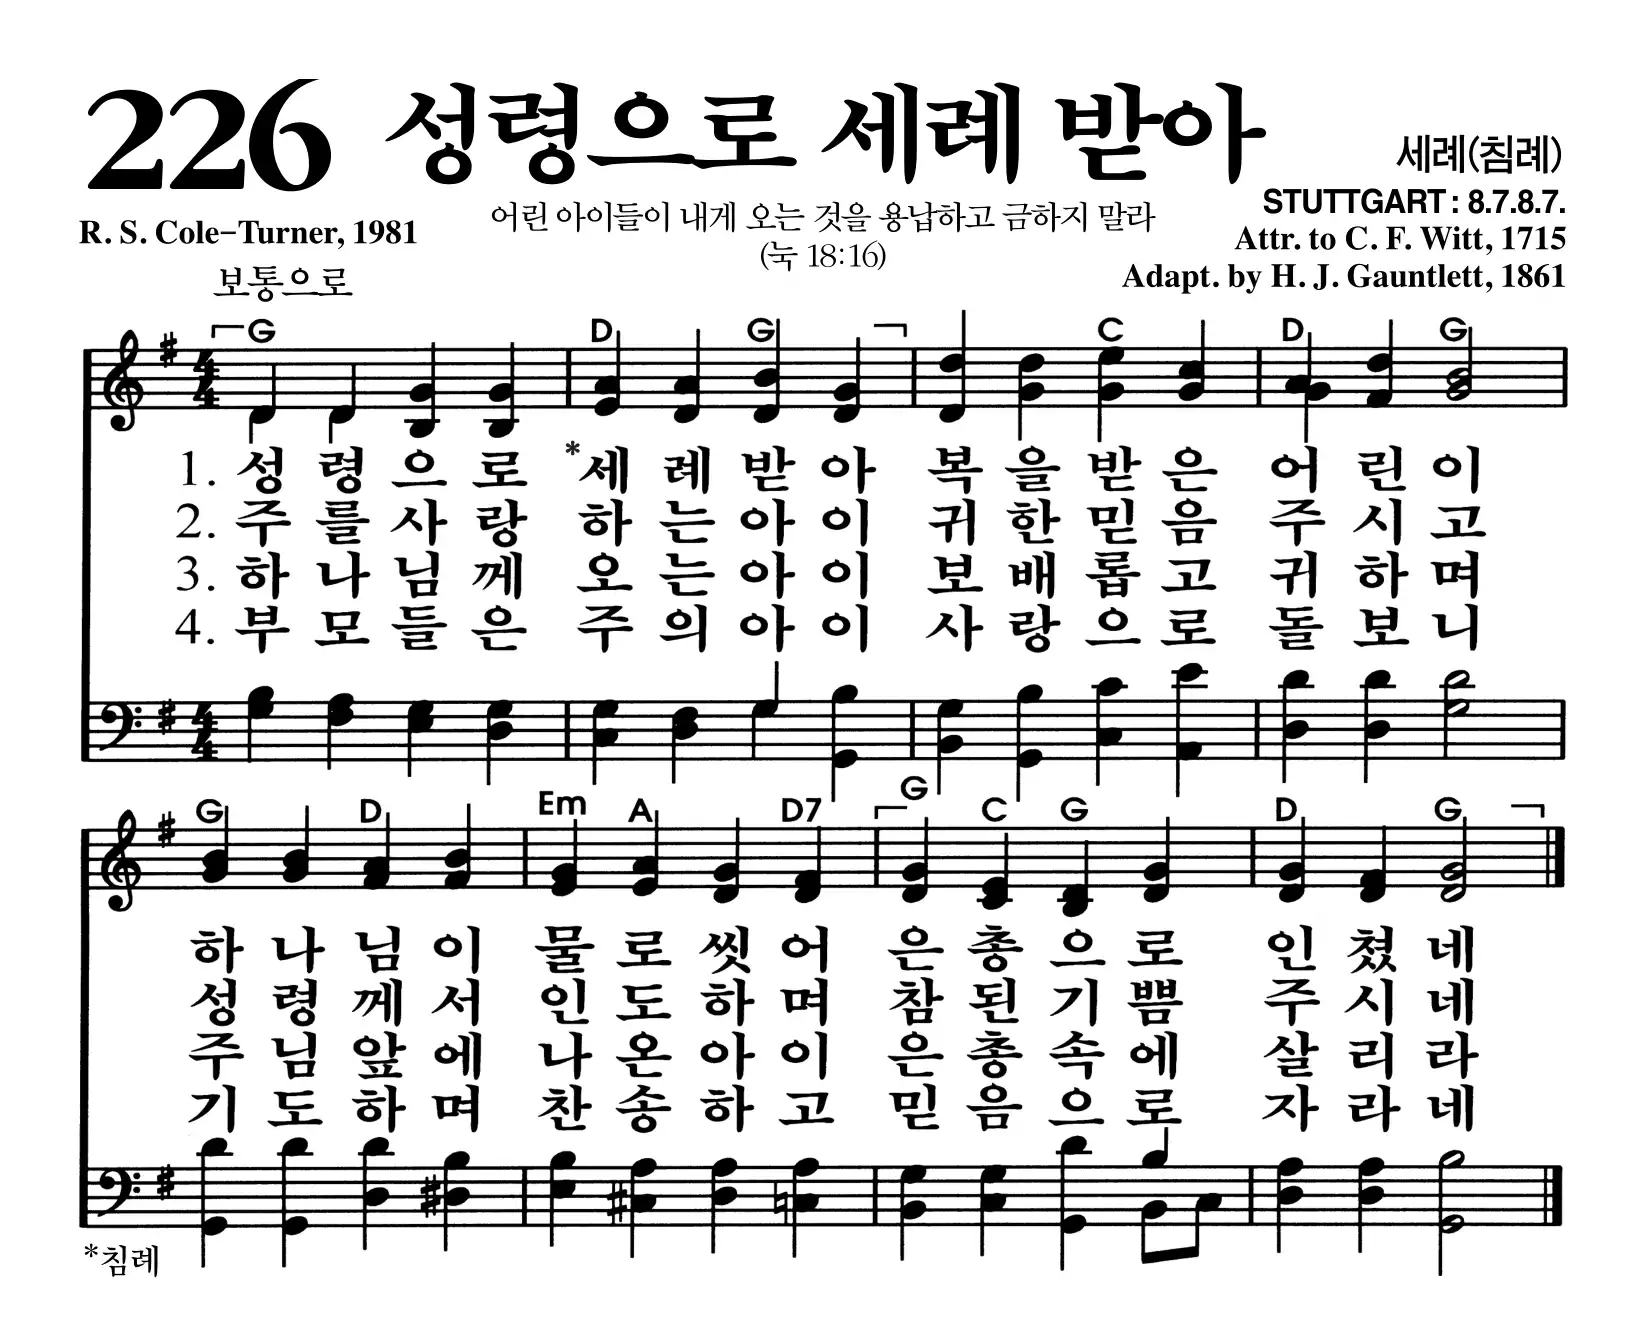 226 성령으로 세례 받아
세례(침례)
STUTTGART : 8.7.8.7.
R. S. Cole-Turner, 1981
어린 아이들이 내게 오는 것을 용납하고 금하지 말라
(눅 18:16)
Attr. to C. F. Witt, 1715
Adapt. by H. J. Gauntlett, 1861
보통으로
G D G C D G
1. 성 령 으 로 *세 례 받 아 복 을 받 은 어 린 이
2. 주 를 사 랑 하 는 아 이 귀 한 믿 음 주 시 고
3. 하 나 님 께 오 는 아 이 보 배 롭 고 귀 하 며
4. 부 모 들 은 주 의 아 이 사 랑 으 로 돌 보 니
G D Em A D7 G C G D G
하 나 님 이 물 로 씻 어 은 총 으 로 인 쳤 네
성 령 께 서 인 도 하 며 참 된 기 쁨 주 시 네
주 님 앞 에 나 온 아 이 은 총 속 에 살 리 라
기 도 하 며 찬 송 하 고 믿 음 으 로 자 라 네
*침례